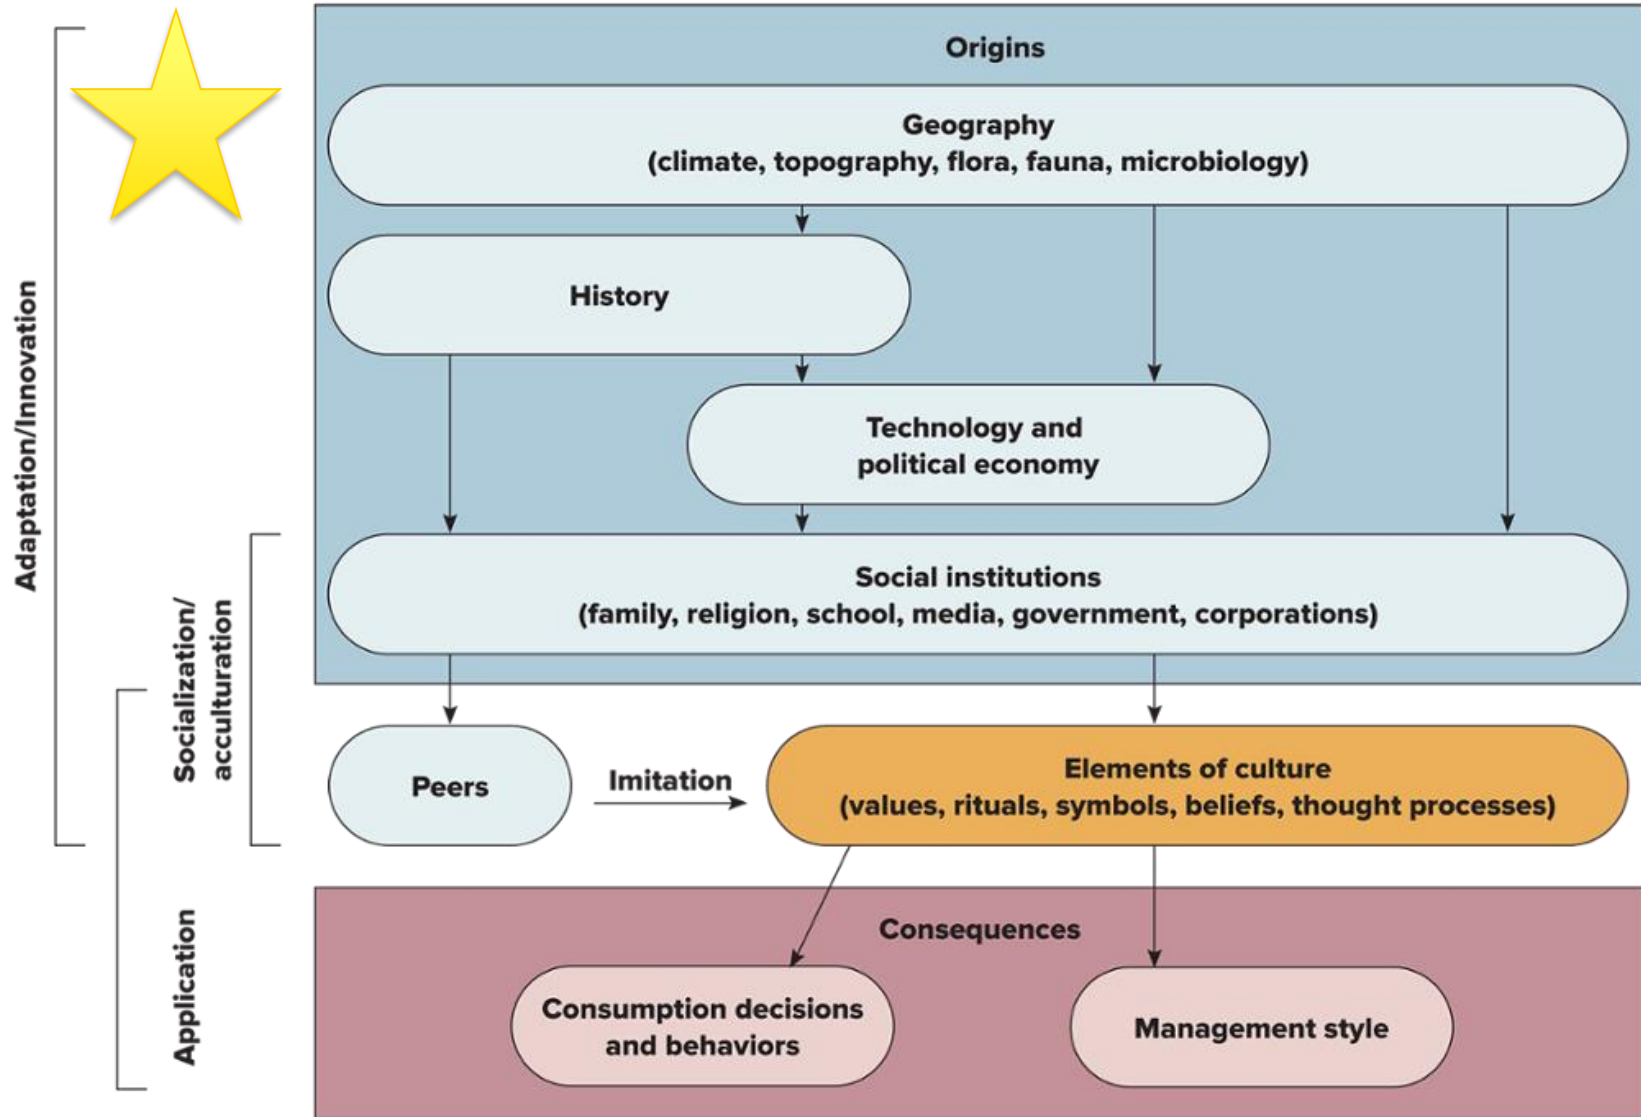 Origins
Geography
(climate, topography, flora, fauna, microbiology)
History
Technology and
political economy
Social institutions
(family, religion, school, media, government, corporations)
Peers
Imitation
Elements of culture
(values, rituals, symbols, beliefs, thought processes)
Consequences
Consumption decisions
and behaviors
Management style
Adaptation/Innovation
Socialization/
acculturation
Application